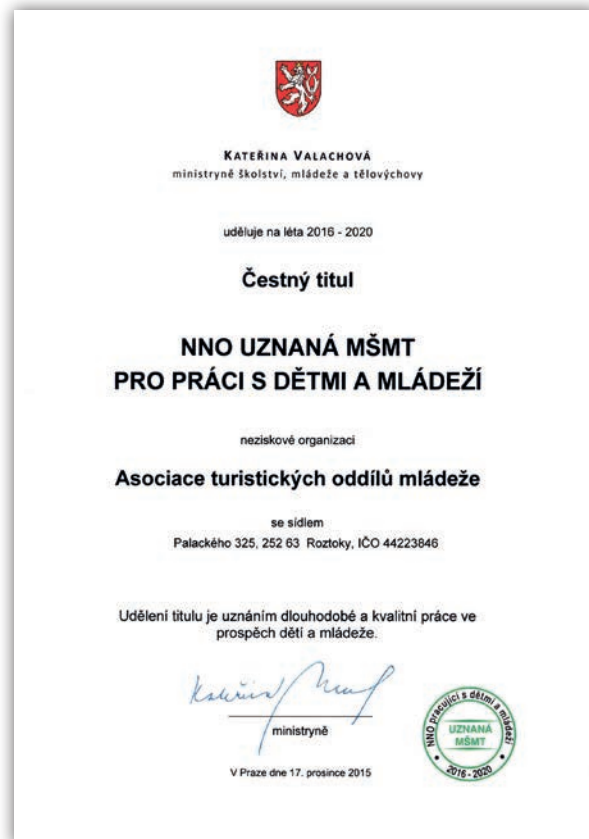 KATEŘINA VALACHOVÁ
ministryně školství, mládeže a tělovýchovy
uděluje na léta 2016 - 2020
Čestný titul
NNO UZNANÁ MŠMT
PRO PRÁCI S DĚTMI A MLÁDEŽÍ
neziskové organizaci
Asociace turistických oddílů mládeže
se sídlem
Palackého 325, 252 63 Roztoky, IČO 44223846
Udělení titulu je uznáním dlouhodobé a kvalitní práce ve
prospěch dětí a mládeže.
Kateřina
ministryně
V Praze dne 17. prosince 2015
NNO pracující s dětmi a mládeží
UZNANÁ
MŠMT
2016 - 2020